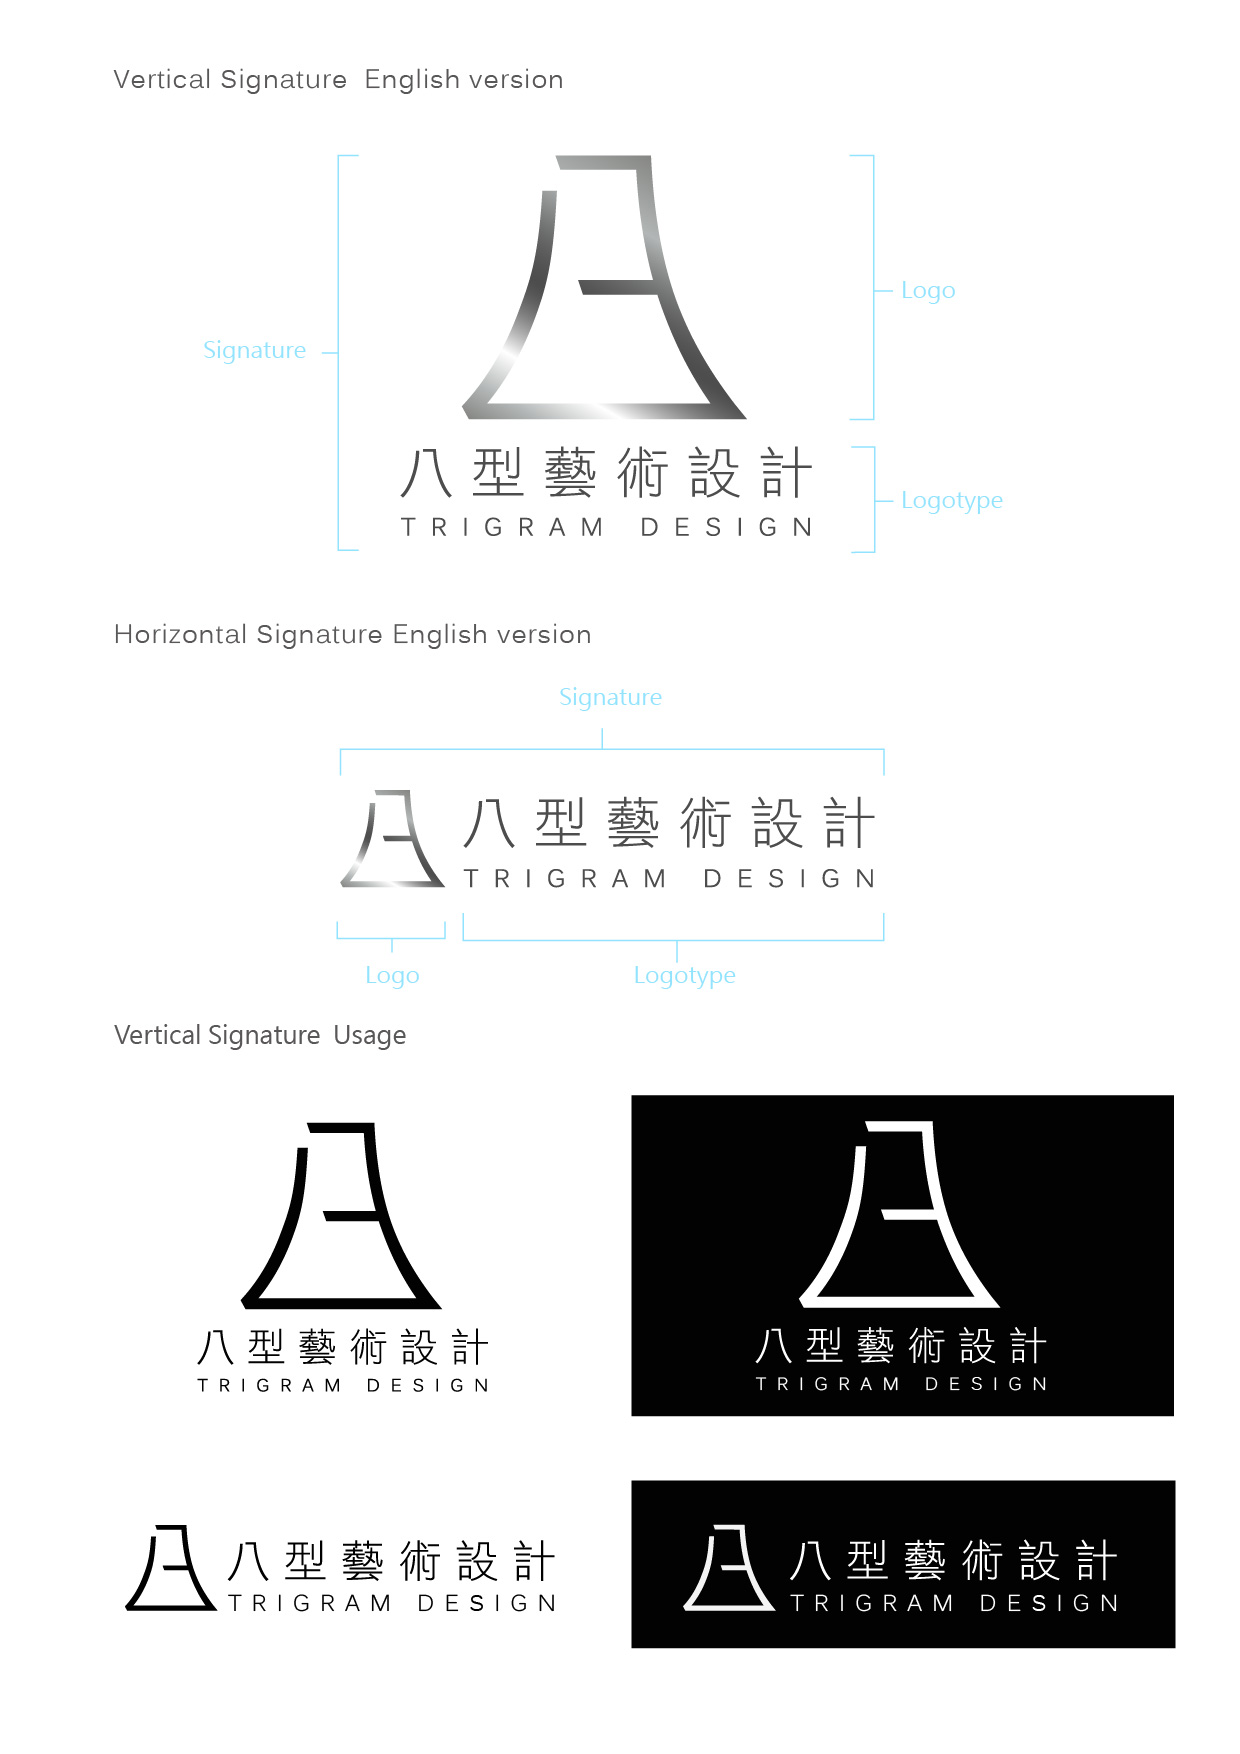 Vertical Signature English version
Signature
Logo
八型藝術設計
TRIGRAM DESIGN
Logotype
Horizontal Signature English version
Signature
八型藝術設計
TRIGRAM DESIGN
Logo
Logotype
Vertical Signature Usage
八型藝術設計
TRIGRAM DESIGN
八型藝術設計
TRIGRAM DESIGN
八型藝術設計
TRIGRAM DESIGN
八型藝術設計
TRIGRAM DESIGN